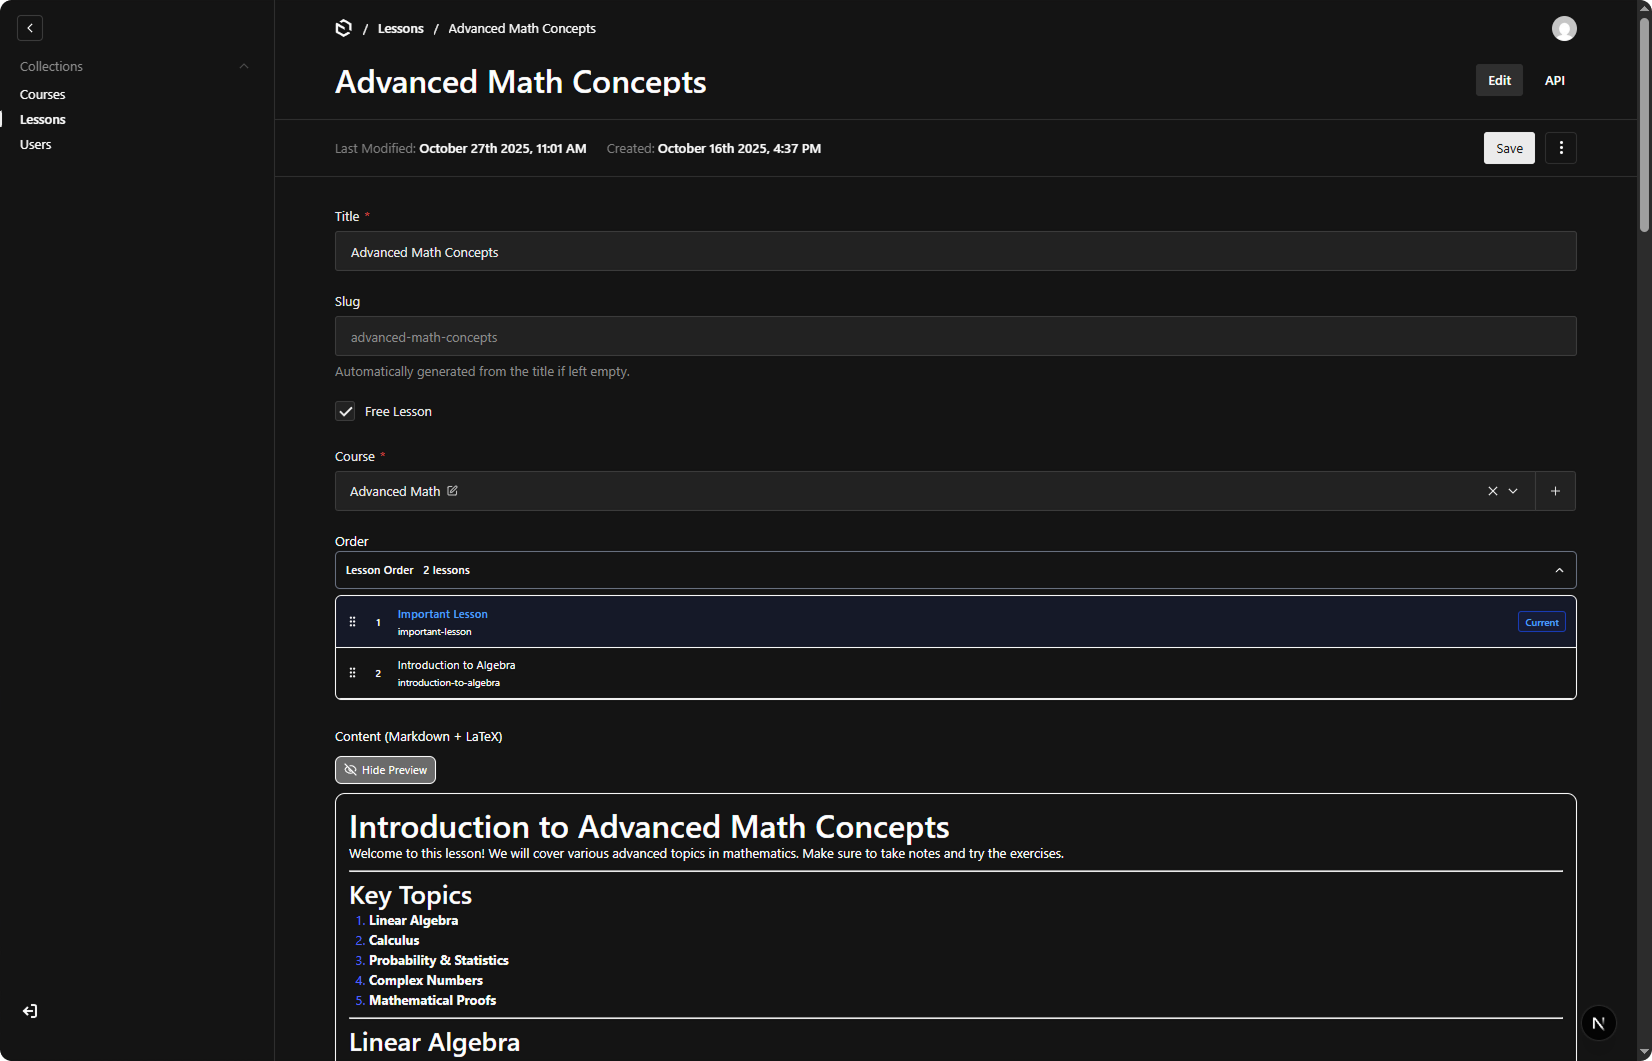 Collections
Courses
Lessons
Users
/ Lessons / Advanced Math Concepts
Advanced Math Concepts
Edit
API
Last Modified: October 27th 2025, 11:01 AM Created: October 16th 2025, 4:37 PM
Save
Title *
Advanced Math Concepts
Slug
advanced-math-concepts
Automatically generated from the title if left empty.
Free Lesson
Course *
Advanced Math
Order
Lesson Order 2 lessons
1 Important Lesson
important-lesson
Current
2 Introduction to Algebra
introduction-to-algebra
Content (Markdown + LaTeX)
Hide Preview
Introduction to Advanced Math Concepts
Welcome to this lesson! We will cover various advanced topics in mathematics. Make sure to take notes and try the exercises.
Key Topics
1. Linear Algebra
2. Calculus
3. Probability & Statistics
4. Complex Numbers
5. Mathematical Proofs
Linear Algebra
N